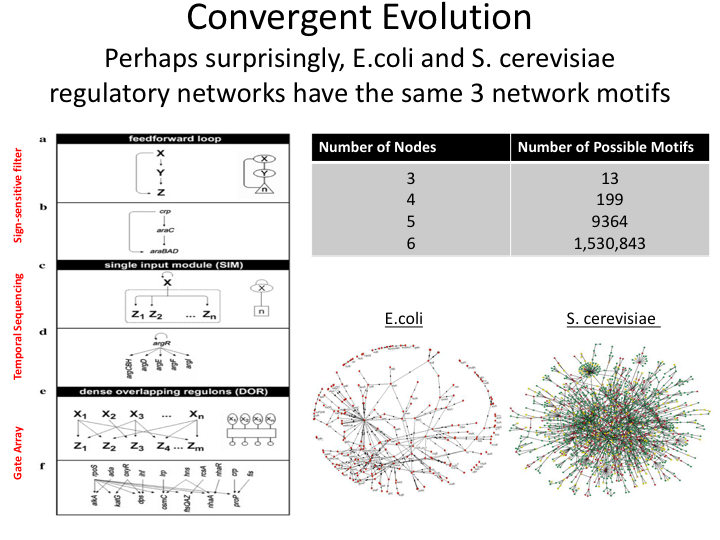 Convergent Evolution
Perhaps surprisingly, E.coli and S. cerevisiae
regulatory networks have the same 3 network motifs
Sign-sensitive filter
Temporal Sequencing
Gate Array
a
feedforward loop
X
Y
Z
X
Y
n
b
crp
araC
araBAD
c
single input module (SIM)
X
Z1 Z2 ... Zn
X
n
d
argR
argCBH argD argE argF argI
e
dense overlapping regulons (DOR)
X1 X2 X3 ... Xn
Z1 Z2 Z3 Z4 ... Zm
X1 X2 X3 Xn
f
rpoS ada oxyR ihf lrp hns rcsA nhaR crp fis
alkA katG dps osmC ftsQAZ nhaA proP
Number of Nodes Number of Possible Motifs
3 13
4 199
5 9364
6 1,530,843
E.coli S. cerevisiae